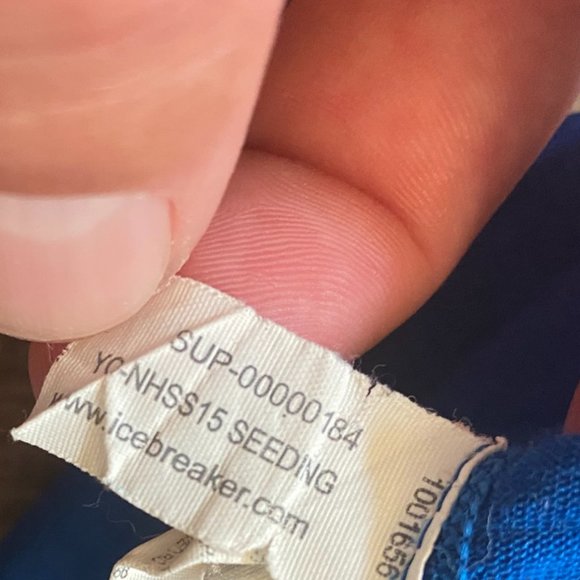 SUP-00000184
YC-NHSS15 SEEDING
www.icebreaker.com
1001656